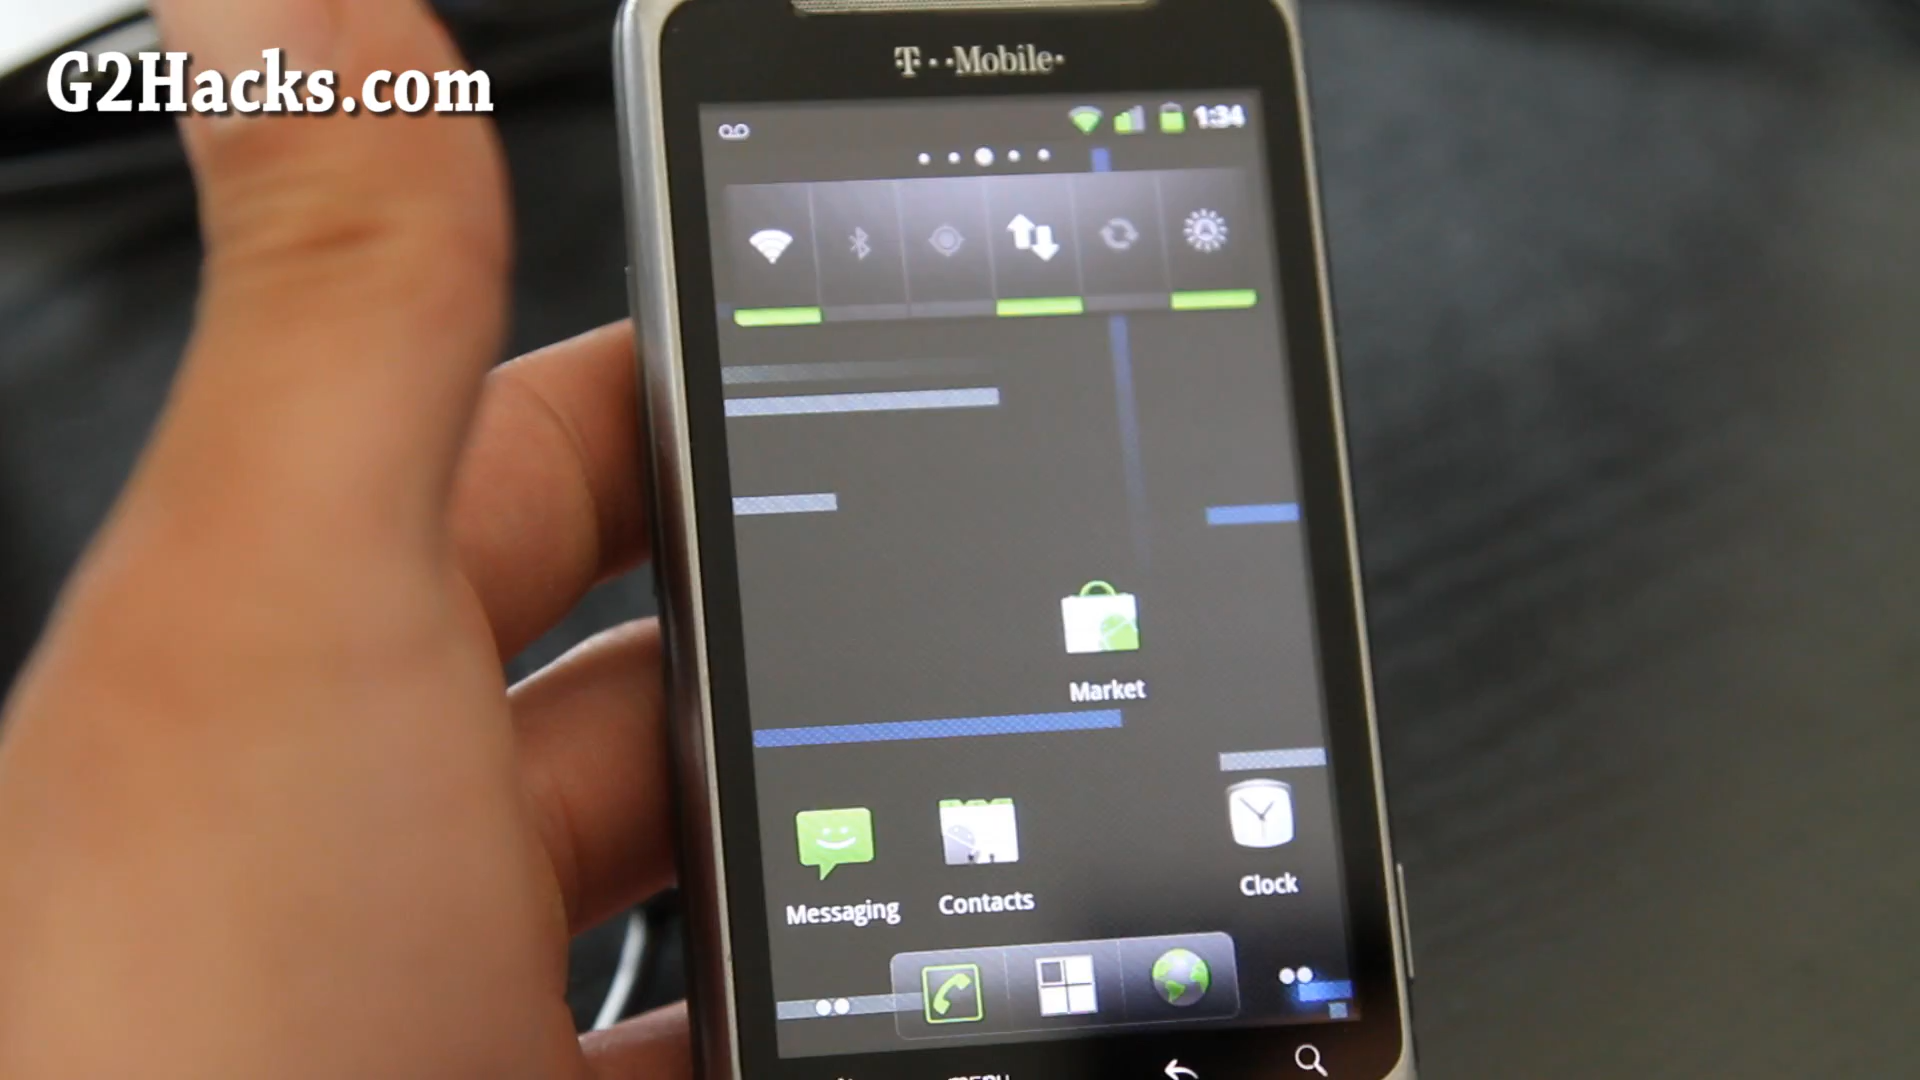 G2Hacks.com
T··Mobile·
1:34
Market
Messaging
Contacts
Clock